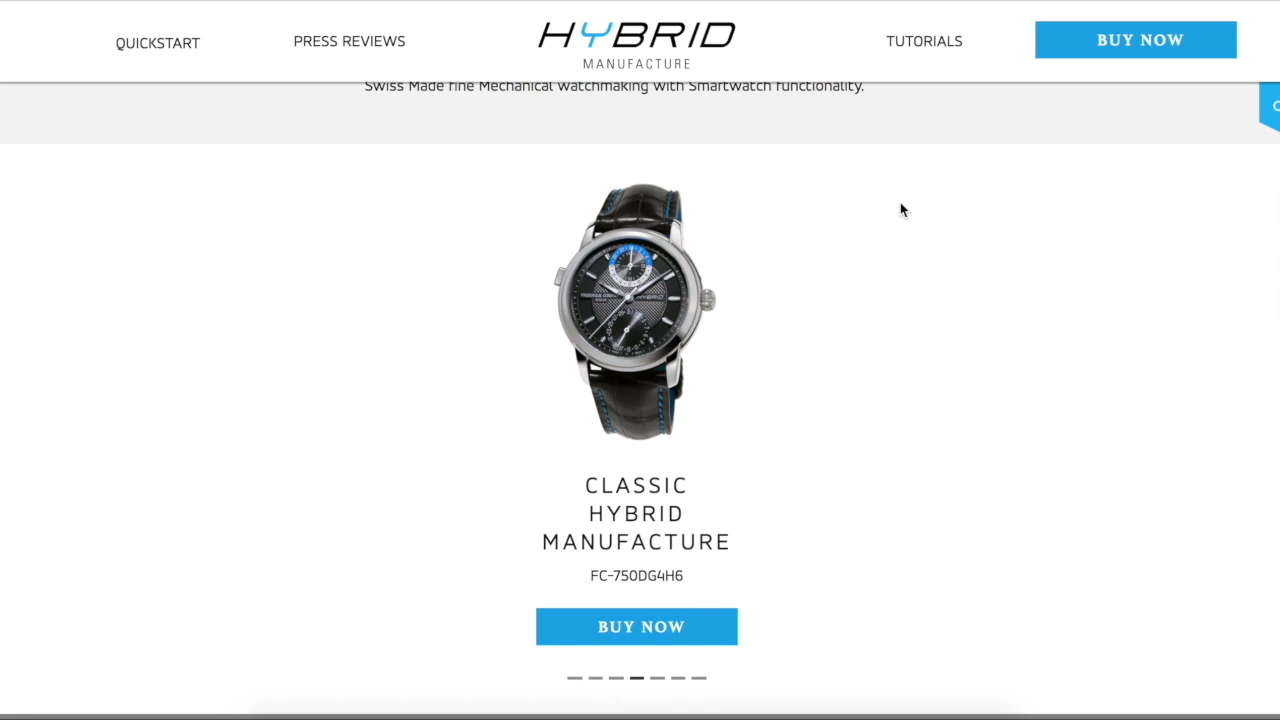 QUICKSTART
PRESS REVIEWS
HYBRID
MANUFACTURE
TUTORIALS
BUY NOW
Swiss Made fine Mechanical watchmaking with Smartwatch functionality.
HYBRID
CLASSIC
HYBRID
MANUFACTURE
FC-750DG4H6
BUY NOW